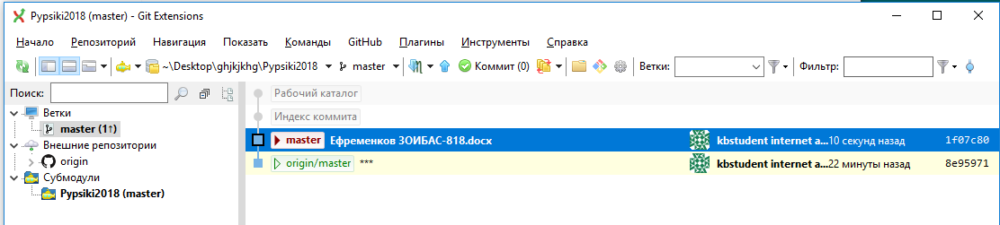 Pypsiki2018 (master) - Git Extensions
Начало Репозиторий Навигация Показать Команды GitHub Плагины Инструменты Справка
~\Desktop\ghjkjkhg\Pypsiki2018 master Коммит (0) Ветки: Фильтр:
Поиск:
Рабочий каталог
Ветки
Индекс коммита
master (1↑)
master Ефременков ЗОИБАС-818.docx kbstudent internet a... 10 секунд назад 1f07c80
Внешние репозитории
origin
origin/master *** kbstudent internet a... 22 минуты назад 8e95971
Субмодули
Pypsiki2018 (master)